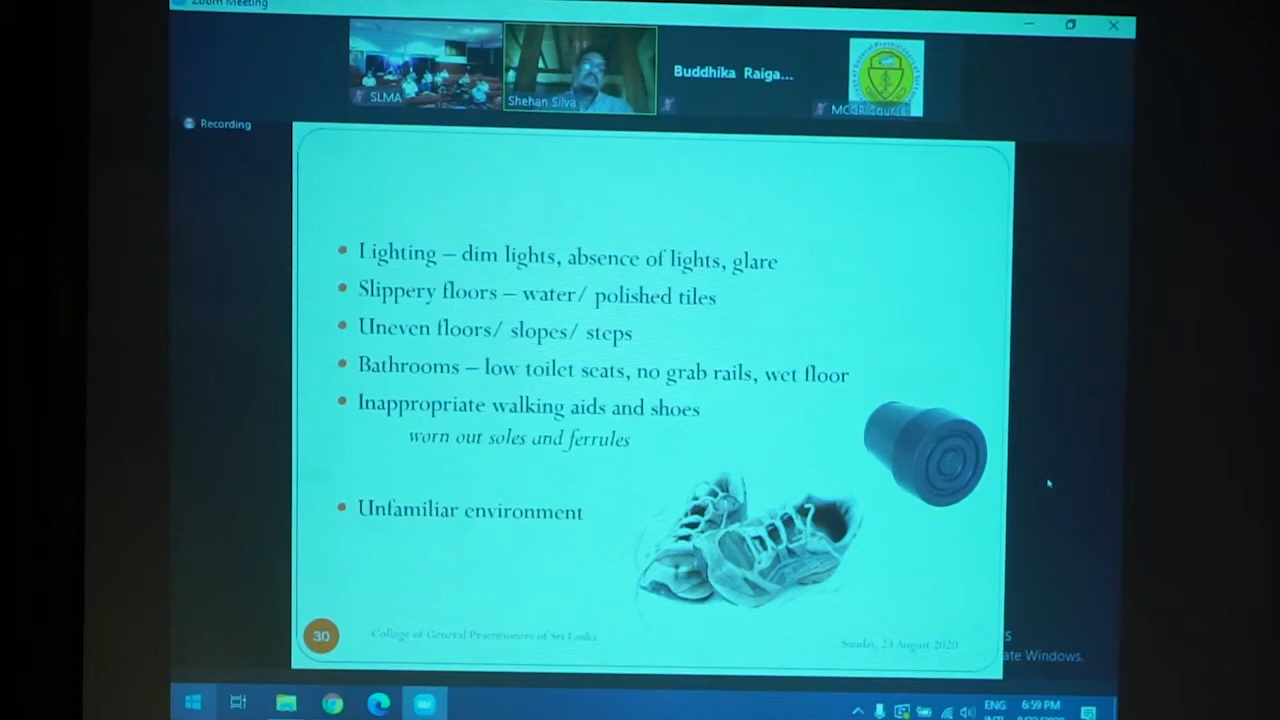 Zoom Meeting
SLMA
Shehan Silva
Buddhika Raiga...
Recording
• Lighting – dim lights, absence of lights, glare
• Slippery floors – water/ polished tiles
• Uneven floors/ slopes/ steps
• Bathrooms – low toilet seats, no grab rails, wet floor
• Inappropriate walking aids and shoes
worn out soles and ferrules
• Unfamiliar environment
30
College of General Practitioners of Sri Lanka
Sunday, 23 August 2020
ate Windows.
ENG
6:59 PM